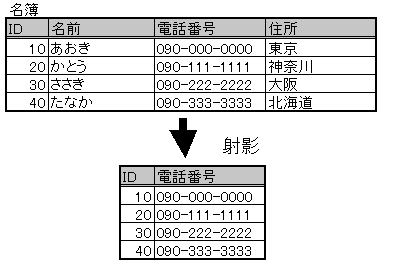 名簿
ID 名前 電話番号 住所
10 あおき 090-000-0000 東京
20 かとう 090-111-1111 神奈川
30 ささき 090-222-2222 大阪
40 たなか 090-333-3333 北海道
射影
ID 電話番号
10 090-000-0000
20 090-111-1111
30 090-222-2222
40 090-333-3333